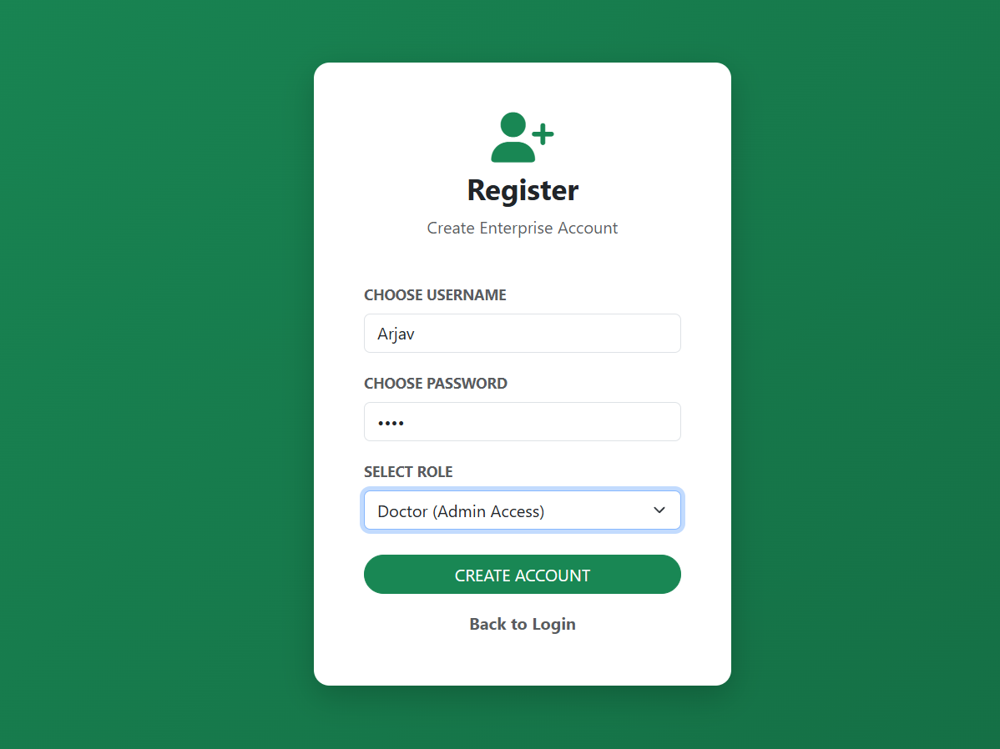 Register
Create Enterprise Account
CHOOSE USERNAME
Arjav
CHOOSE PASSWORD
••••
SELECT ROLE
Doctor (Admin Access)
CREATE ACCOUNT
Back to Login